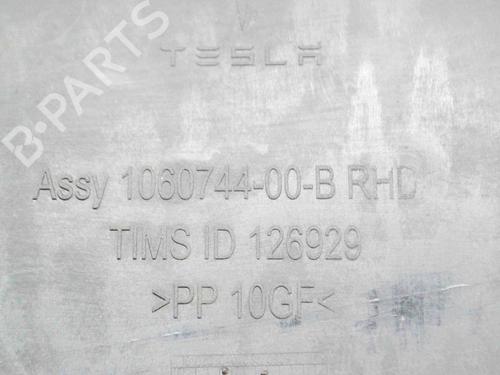 B-PARTS
TESLA
Assy 1060744-00-B RHD
TIMS ID 126929
>PP 10GF<